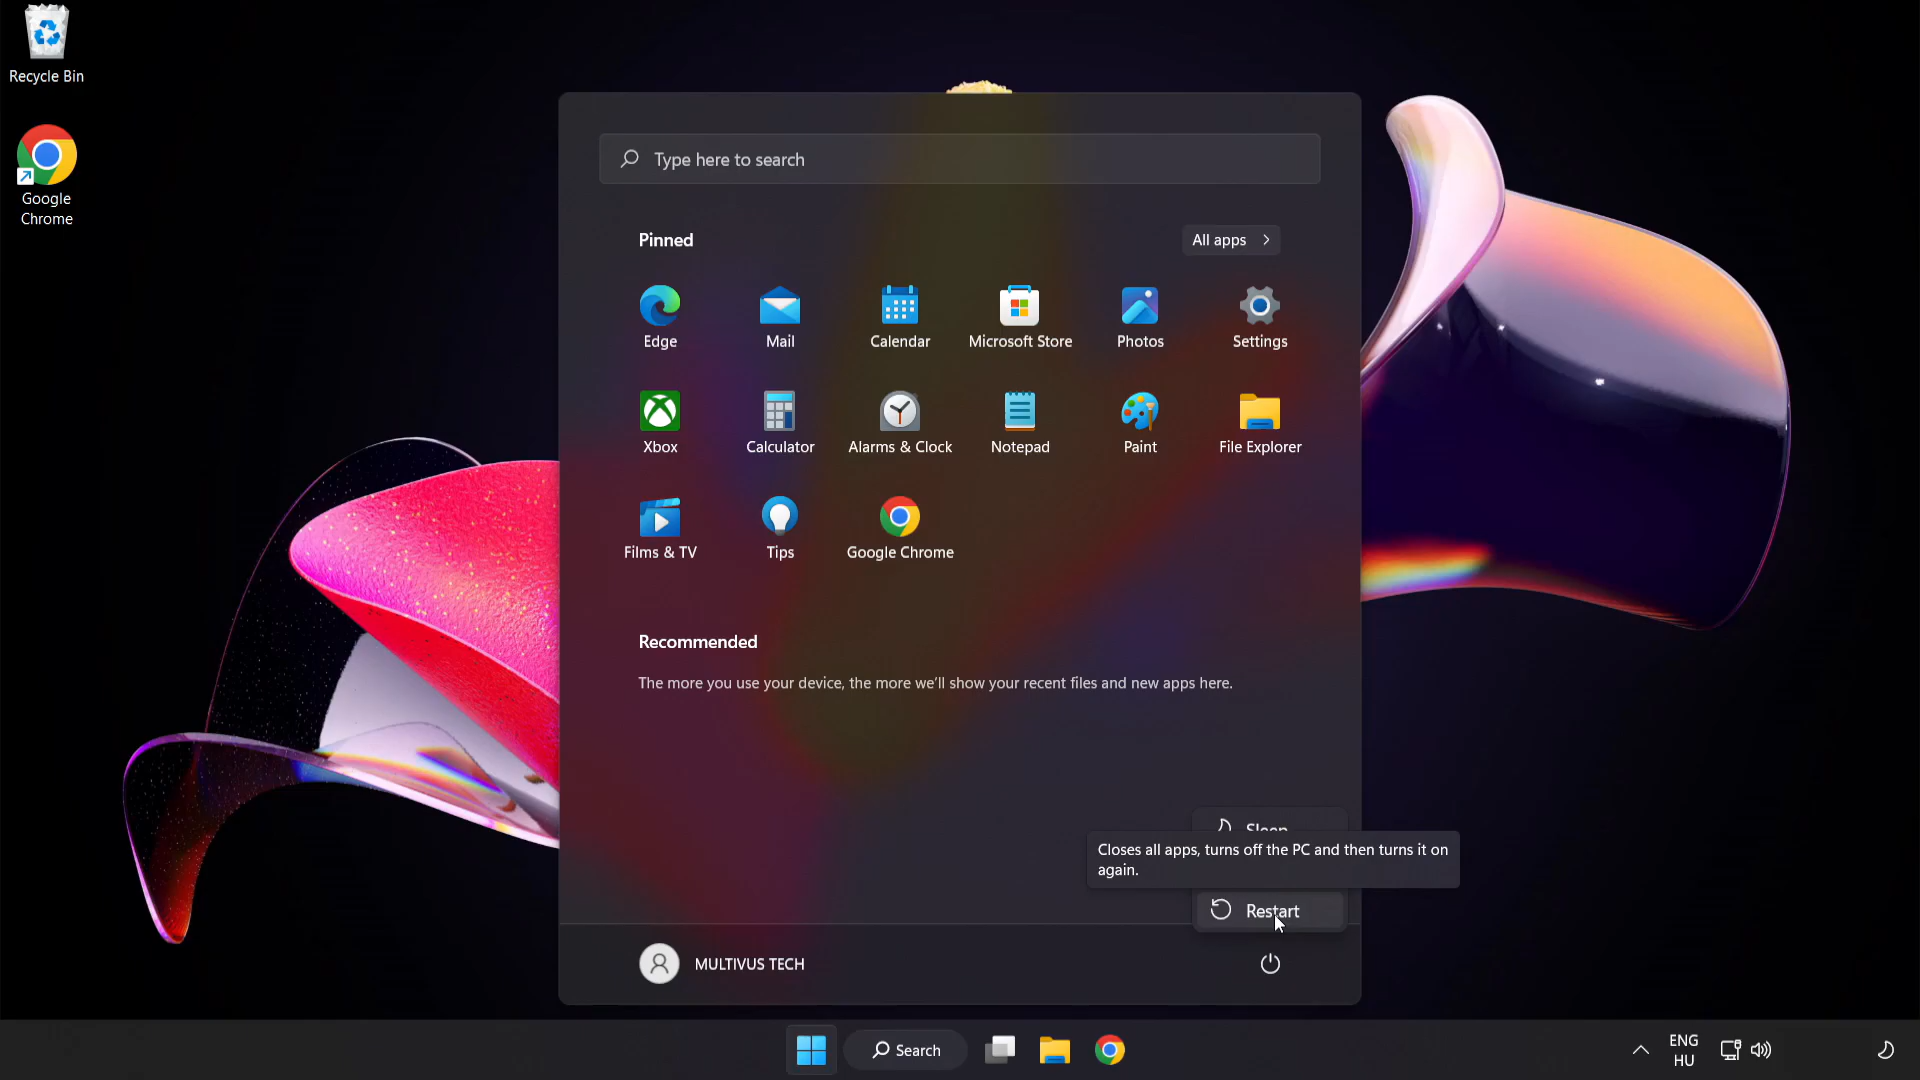 Recycle Bin
Google
Chrome
Type here to search
Pinned
All apps
Edge
Mail
Calendar
Microsoft Store
Photos
Settings
Xbox
Calculator
Alarms & Clock
Notepad
Paint
File Explorer
Films & TV
Tips
Google Chrome
Recommended
The more you use your device, the more we'll show your recent files and new apps here.
Sleep
Closes all apps, turns off the PC and then turns it on
again.
Restart
MULTIVUS TECH
Search
ENG
HU